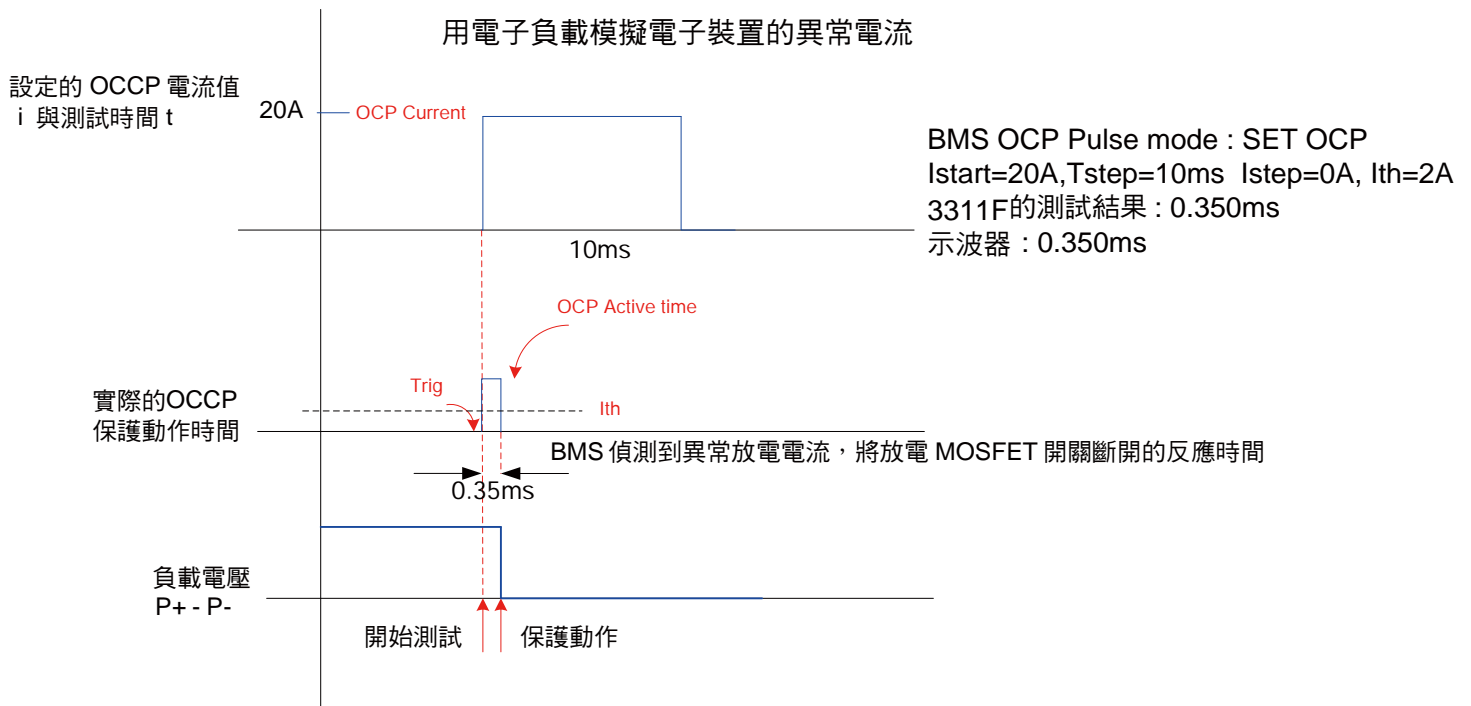 用電子負載模擬電子裝置的異常電流
設定的 OCCP 電流值
i 與測試時間 t
20A
OCP Current
BMS OCP Pulse mode : SET OCP
Istart=20A,Tstep=10ms Istep=0A, Ith=2A
3311F的測試結果 : 0.350ms
示波器 : 0.350ms
10ms
OCP Active time
Trig
Ith
實際的OCCP
保護動作時間
BMS 偵測到異常放電電流，將放電 MOSFET 開關斷開的反應時間
0.35ms
負載電壓
P+ - P-
開始測試
保護動作